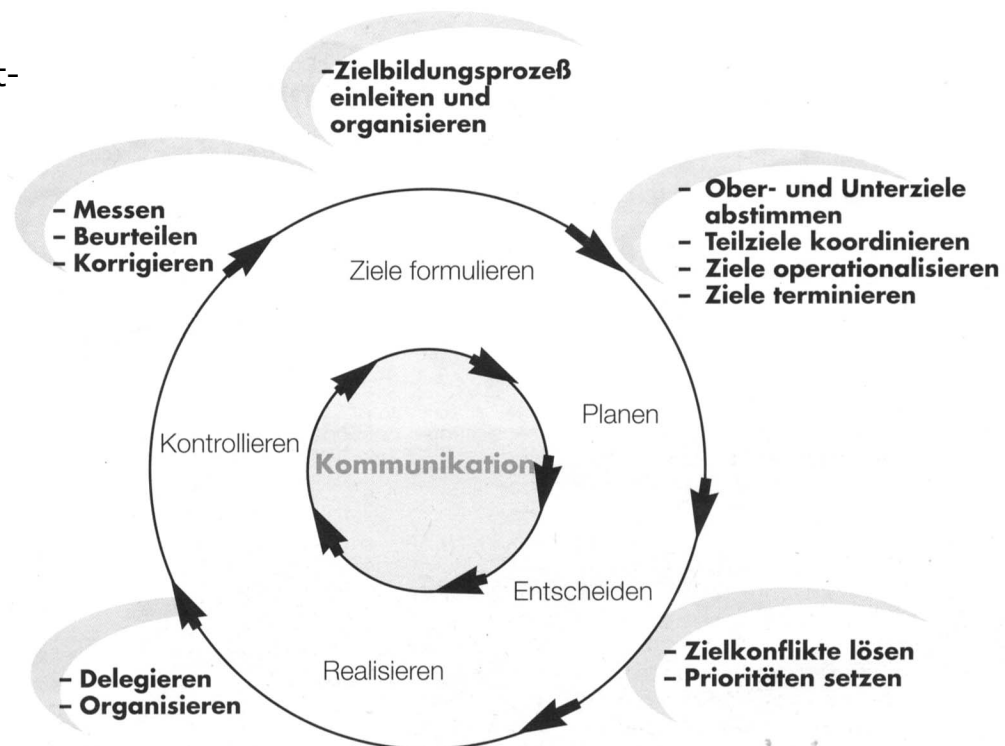 t-
–Zielbildungsprozeß
einleiten und
organisieren
– Messen
– Beurteilen
– Korrigieren
– Ober- und Unterziele
abstimmen
– Teilziele koordinieren
– Ziele operationalisieren
– Ziele terminieren
Ziele formulieren
Planen
Kontrollieren
Kommunikation
Entscheiden
Realisieren
– Zielkonflikte lösen
– Prioritäten setzen
– Delegieren
– Organisieren